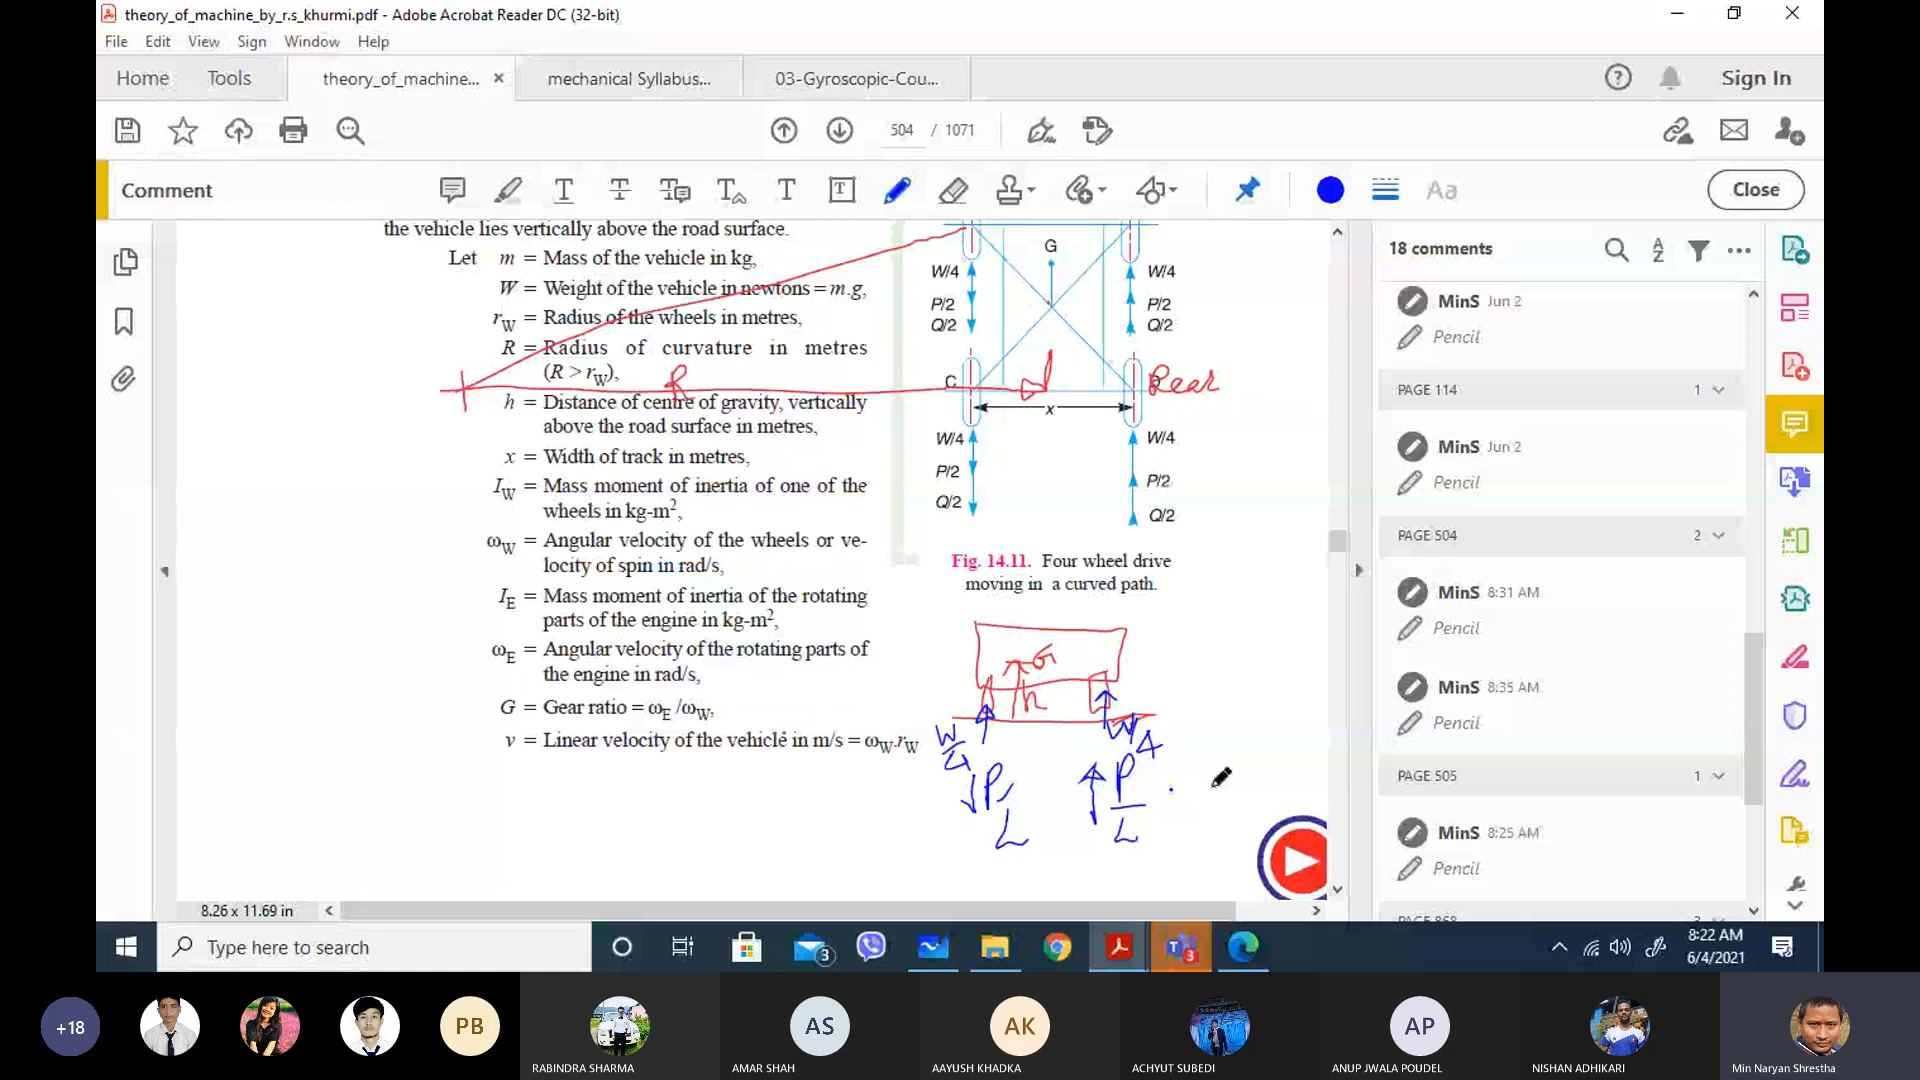 theory_of_machine_by_r.s_khurmi.pdf - Adobe Acrobat Reader DC (32-bit)
File Edit View Sign Window Help
Home Tools theory_of_machine... × mechanical Syllabus... 03-Gyroscopic-Cou... Sign In
504 / 1071
Comment Aa Close
the vehicle lies vertically above the road surface.
Let m = Mass of the vehicle in kg,
W = Weight of the vehicle in newtons = m.g,
rW = Radius of the wheels in metres,
R = Radius of curvature in metres
(R > rW),
h = Distance of centre of gravity, vertically
above the road surface in metres,
x = Width of track in metres,
IW = Mass moment of inertia of one of the
wheels in kg-m²,
ωW = Angular velocity of the wheels or ve-
locity of spin in rad/s,
IE = Mass moment of inertia of the rotating
parts of the engine in kg-m²,
ωE = Angular velocity of the rotating parts of
the engine in rad/s,
G = Gear ratio = ωE /ωW,
v = Linear velocity of the vehicle in m/s = ωW.rW
G
W/4 W/4
P/2 P/2
Q/2 Q/2
R
C Rear
x
W/4 W/4
P/2 P/2
Q/2 Q/2
Fig. 14.11. Four wheel drive
moving in a curved path.
G
h
W/4 W/4
P/2 P/2
18 comments
MinS Jun 2
Pencil
PAGE 114 1
MinS Jun 2
Pencil
PAGE 504 2
MinS 8:31 AM
Pencil
MinS 8:35 AM
Pencil
PAGE 505 1
MinS 8:25 AM
Pencil
8.26 x 11.69 in
Type here to search
3
3
8:22 AM
6/4/2021
+18 PB AS AK AP
RABINDRA SHARMA AMAR SHAH AAYUSH KHADKA ACHYUT SUBEDI ANUP JWALA POUDEL NISHAN ADHIKARI Min Naryan Shrestha